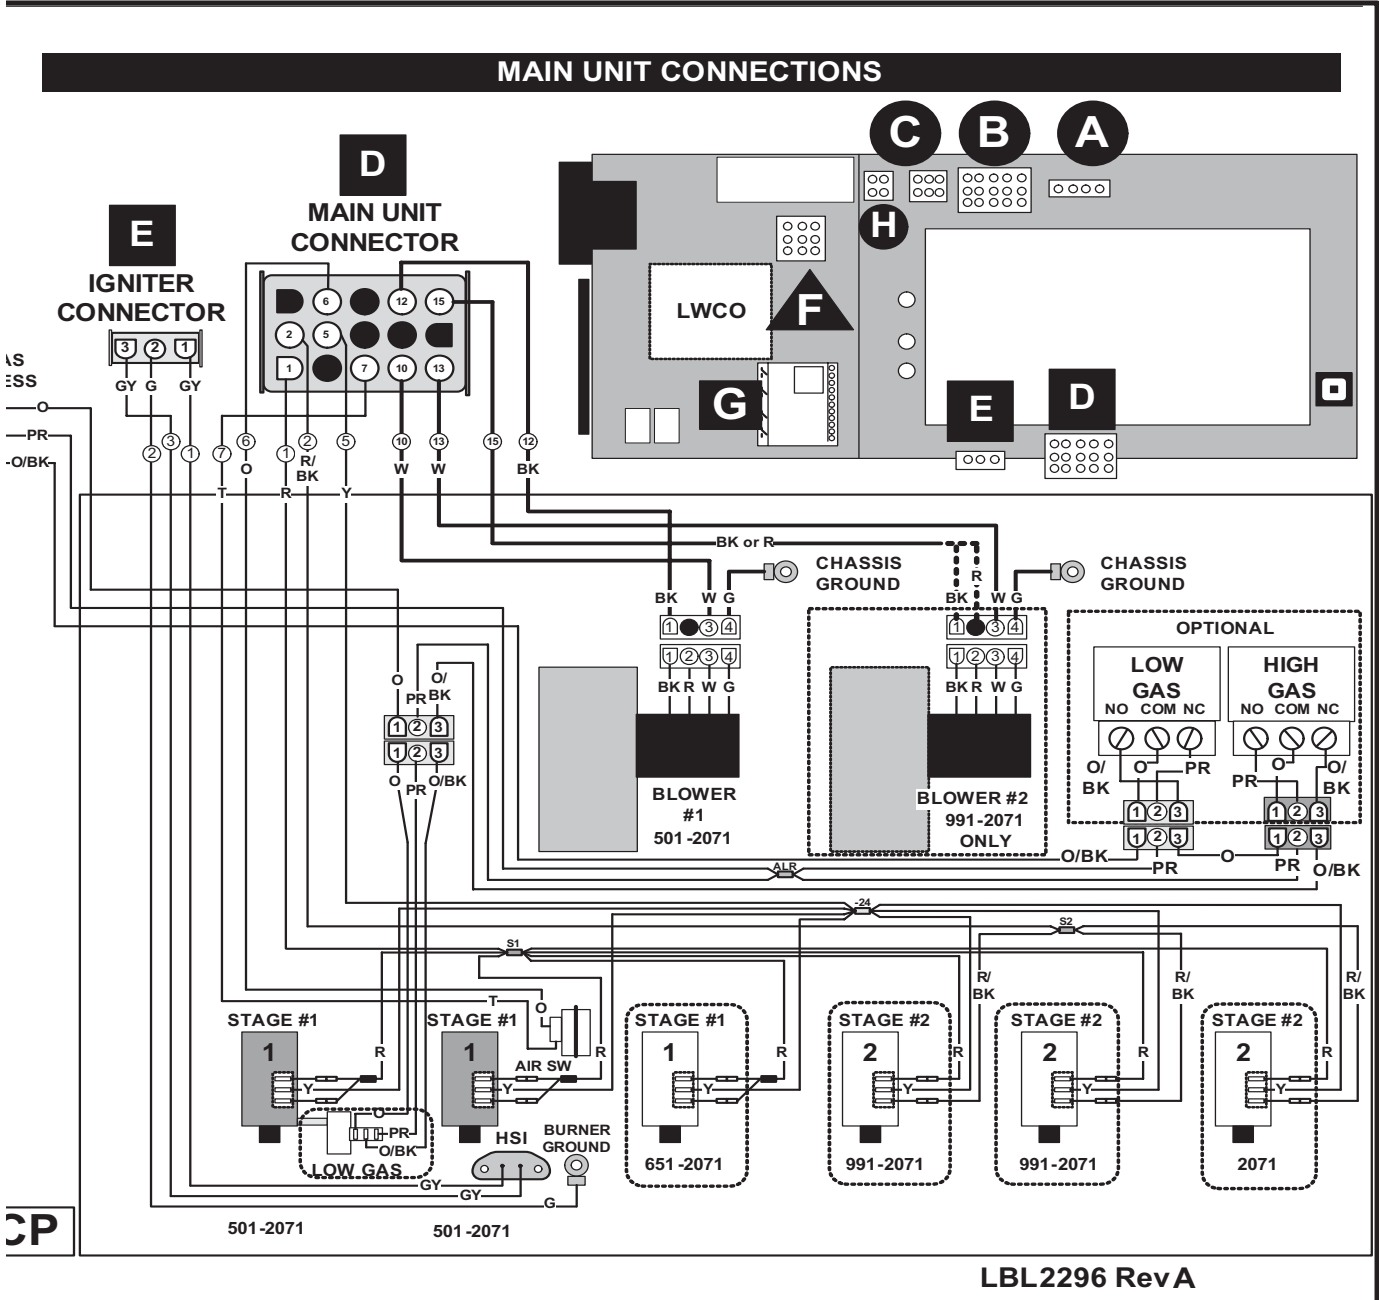 MAIN UNIT CONNECTIONS
C B A
D
H
MAIN UNIT
CONNECTOR
E
IGNITER
CONNECTOR
6 12 15
2 5
1 7 10 13
3 2 1
GY G GY
LWCO
F
G
E
D
ESS
O
PR
O/BK
2 3 1 7 6 1 2 5 10 13 15 12
O
R/
BK
W W BK
T R Y
BK or R
CHASSIS
GROUND
CHASSIS
GROUND
R
BK W G
BK W G
1 3 4
1 2 3 4
BK R W G
1 3 4
1 2 3 4
BK R W G
OPTIONAL
LOW
GAS
NO COM NC
HIGH
GAS
NO COM NC
O/
BK
O
PR
PR
O
O/
BK
1 2 3
1 2 3
1 2 3
1 2 3
O
PR
O/
BK
1 2 3
1 2 3
O
PR
O/BK
BLOWER
#1
501-2071
BLOWER #2
991-2071
ONLY
O/BK
PR
O
PR
O/BK
ALR
-24
S1
S2
R/
BK
R/
BK
R/
BK
T
O
STAGE #1
1
R
Y
STAGE #1
1
R
Y
AIR SW
STAGE #1
1
R
Y
651-2071
STAGE #2
2
R
Y
991-2071
STAGE #2
2
R
Y
991-2071
STAGE #2
2
R
Y
2071
O
PR
O/BK
LOW GAS
HSI
BURNER
GROUND
GY
GY
G
501-2071
501-2071
CP
LBL2296 Rev A